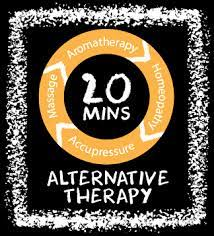 Aromatherapy
Homeopathy
Accupressure
Massage
20
MINS
ALTERNATIVE
THERAPY